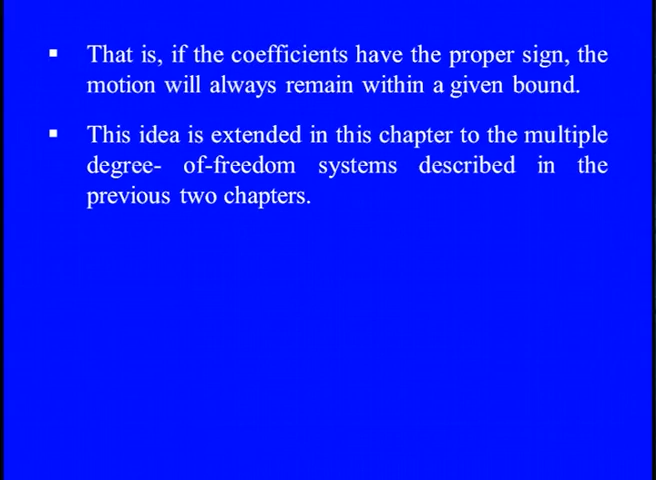 ▪ That is, if the coefficients have the proper sign, the
motion will always remain within a given bound.
▪ This idea is extended in this chapter to the multiple
degree- of-freedom systems described in the
previous two chapters.